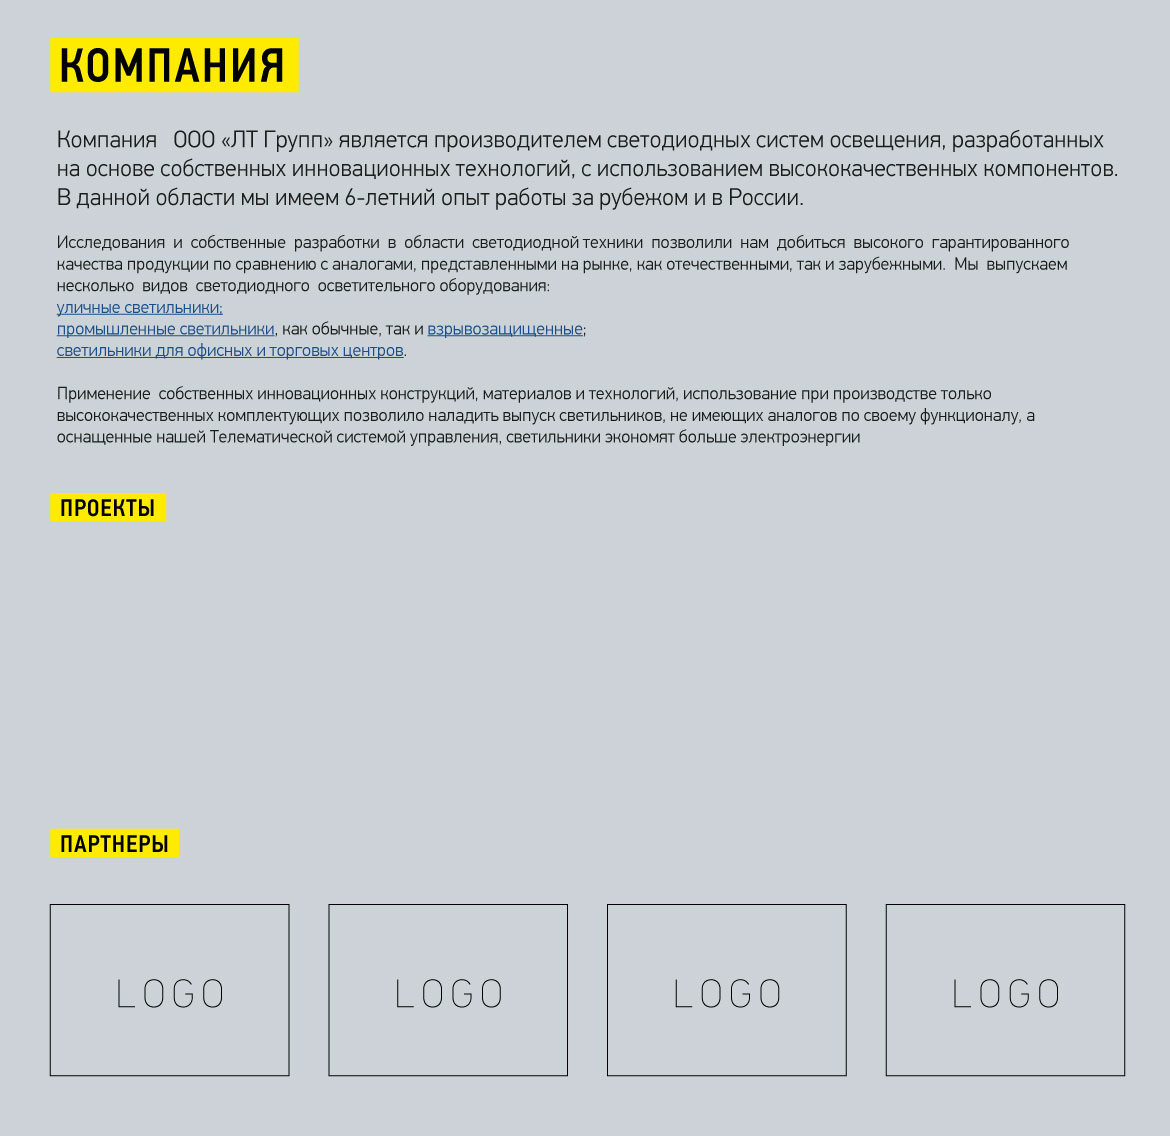 КОМПАНИЯ
Компания ООО «ЛТ Групп» является производителем светодиодных систем освещения, разработанных
на основе собственных инновационных технологий, с использованием высококачественных компонентов.
В данной области мы имеем 6-летний опыт работы за рубежом и в России.
Исследования и собственные разработки в области светодиодной техники позволили нам добиться высокого гарантированного
качества продукции по сравнению с аналогами, представленными на рынке, как отечественными, так и зарубежными. Мы выпускаем
несколько видов светодиодного осветительного оборудования:
уличные светильники;
промышленные светильники, как обычные, так и взрывозащищенные;
светильники для офисных и торговых центров.
Применение собственных инновационных конструкций, материалов и технологий, использование при производстве только
высококачественных комплектующих позволило наладить выпуск светильников, не имеющих аналогов по своему функционалу, а
оснащенные нашей Телематической системой управления, светильники экономят больше электроэнергии
ПРОЕКТЫ
ПАРТНЕРЫ
LOGO LOGO LOGO LOGO